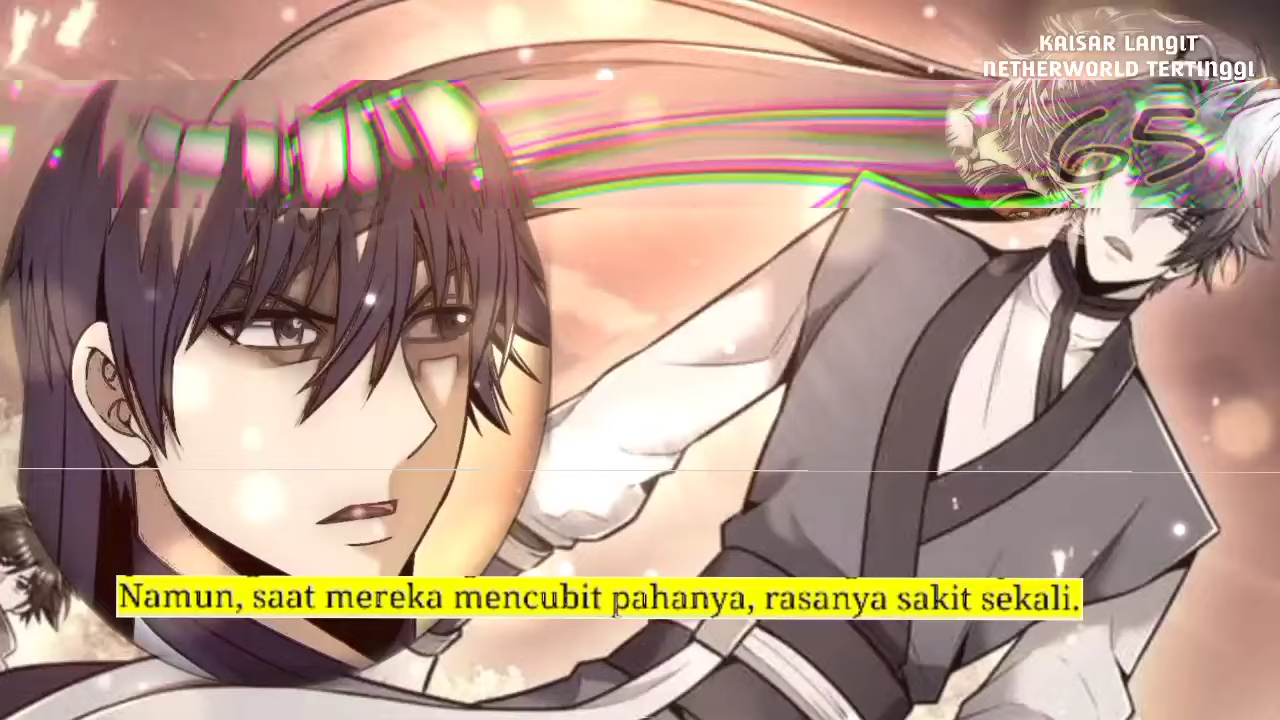 KAISAR LANGIT
NETHERWORLD TERTINGGI
65
Namun, saat mereka mencubit pahanya, rasanya sakit sekali.